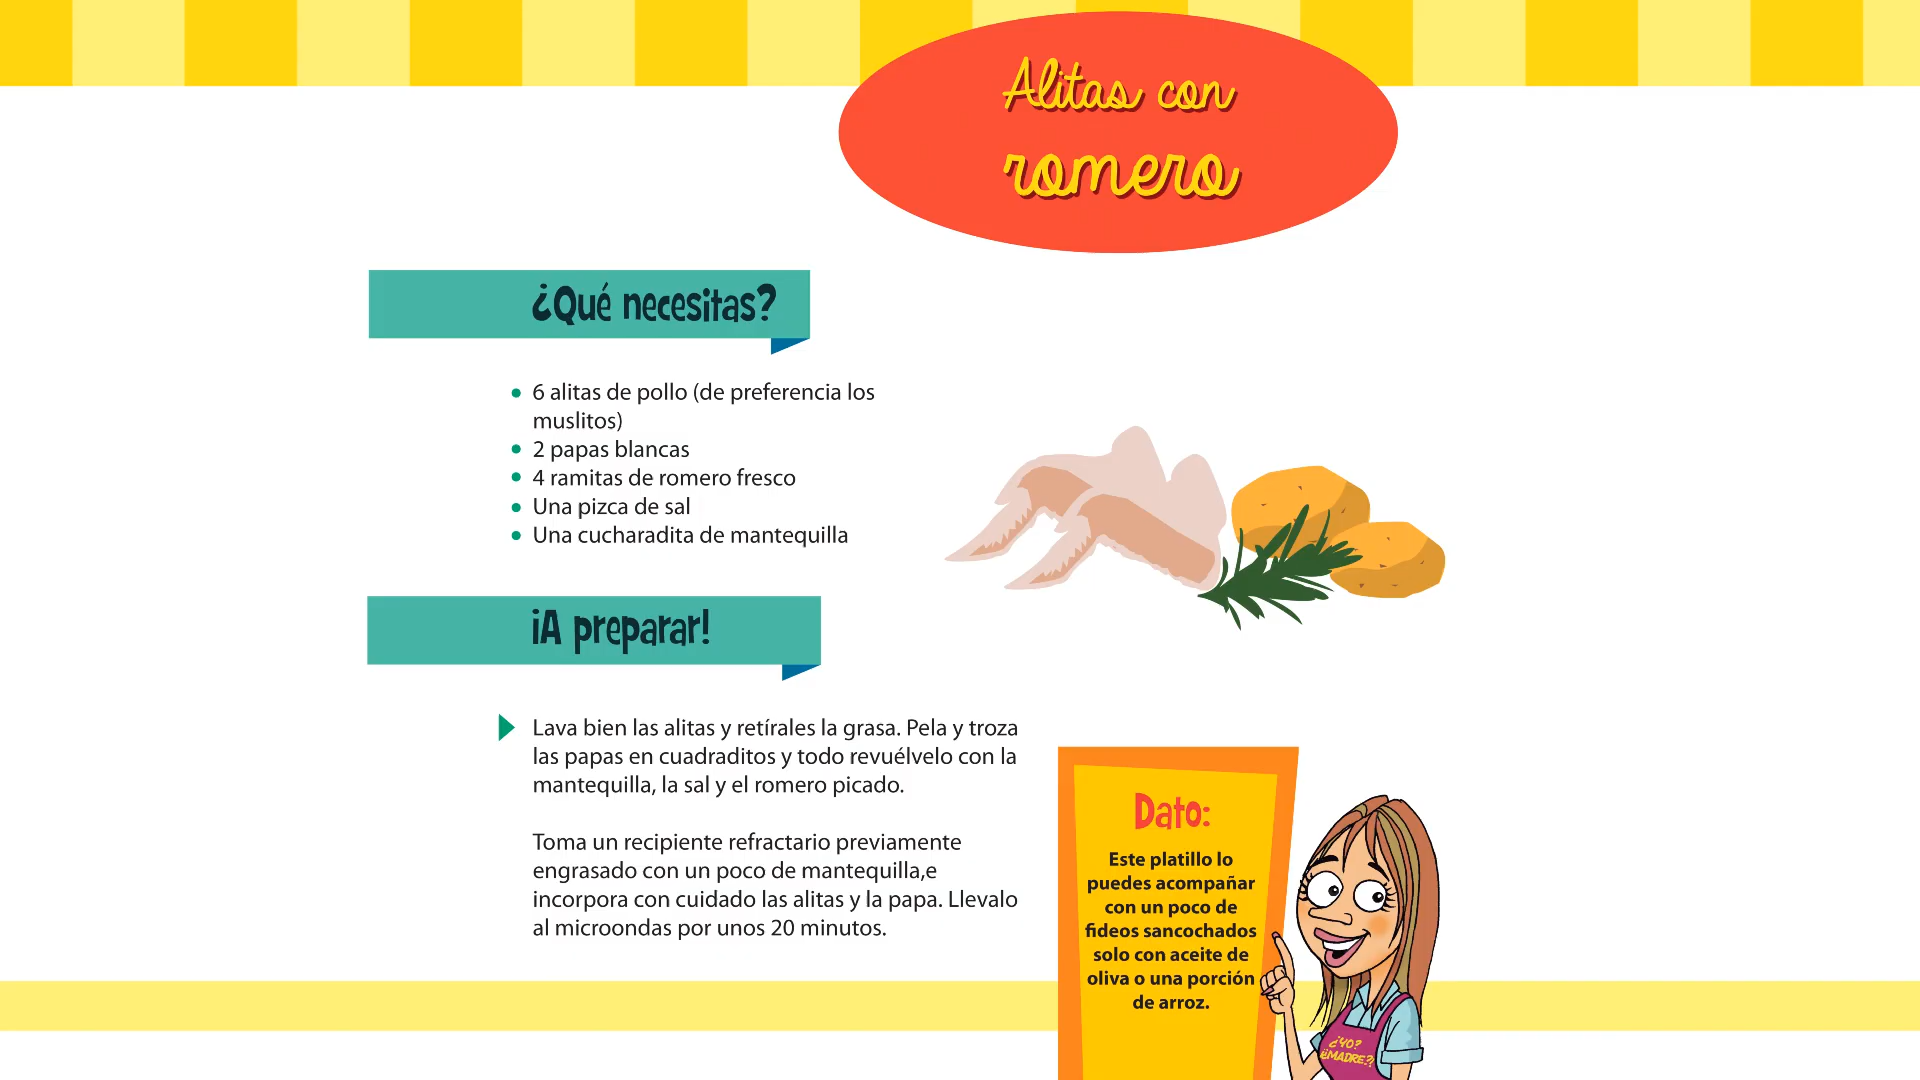 Alitas con
romero
¿Qué necesitas?
• 6 alitas de pollo (de preferencia los
muslitos)
• 2 papas blancas
• 4 ramitas de romero fresco
• Una pizca de sal
• Una cucharadita de mantequilla
¡A preparar!
Lava bien las alitas y retírales la grasa. Pela y troza
las papas en cuadraditos y todo revuélvelo con la
mantequilla, la sal y el romero picado.
Toma un recipiente refractario previamente
engrasado con un poco de mantequilla,e
incorpora con cuidado las alitas y la papa. Llevalo
al microondas por unos 20 minutos.
Dato:
Este platillo lo
puedes acompañar
con un poco de
fideos sancochados
solo con aceite de
oliva o una porción
de arroz.
¿YO?
¿¡MADRE?!